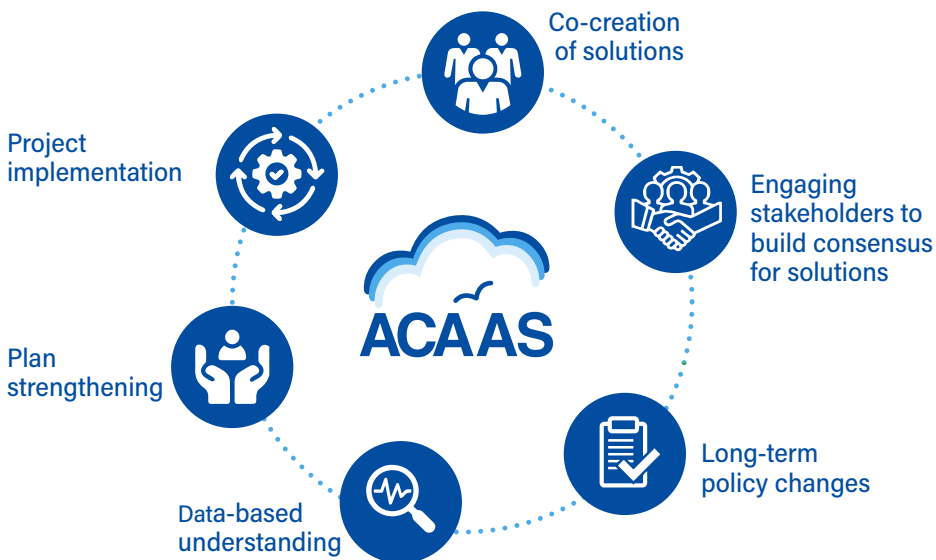 Co-creation
of solutions
Project
implementation
Engaging
stakeholders to
build consensus
for solutions
ACAAS
Plan
strengthening
Long-term
policy changes
Data-based
understanding